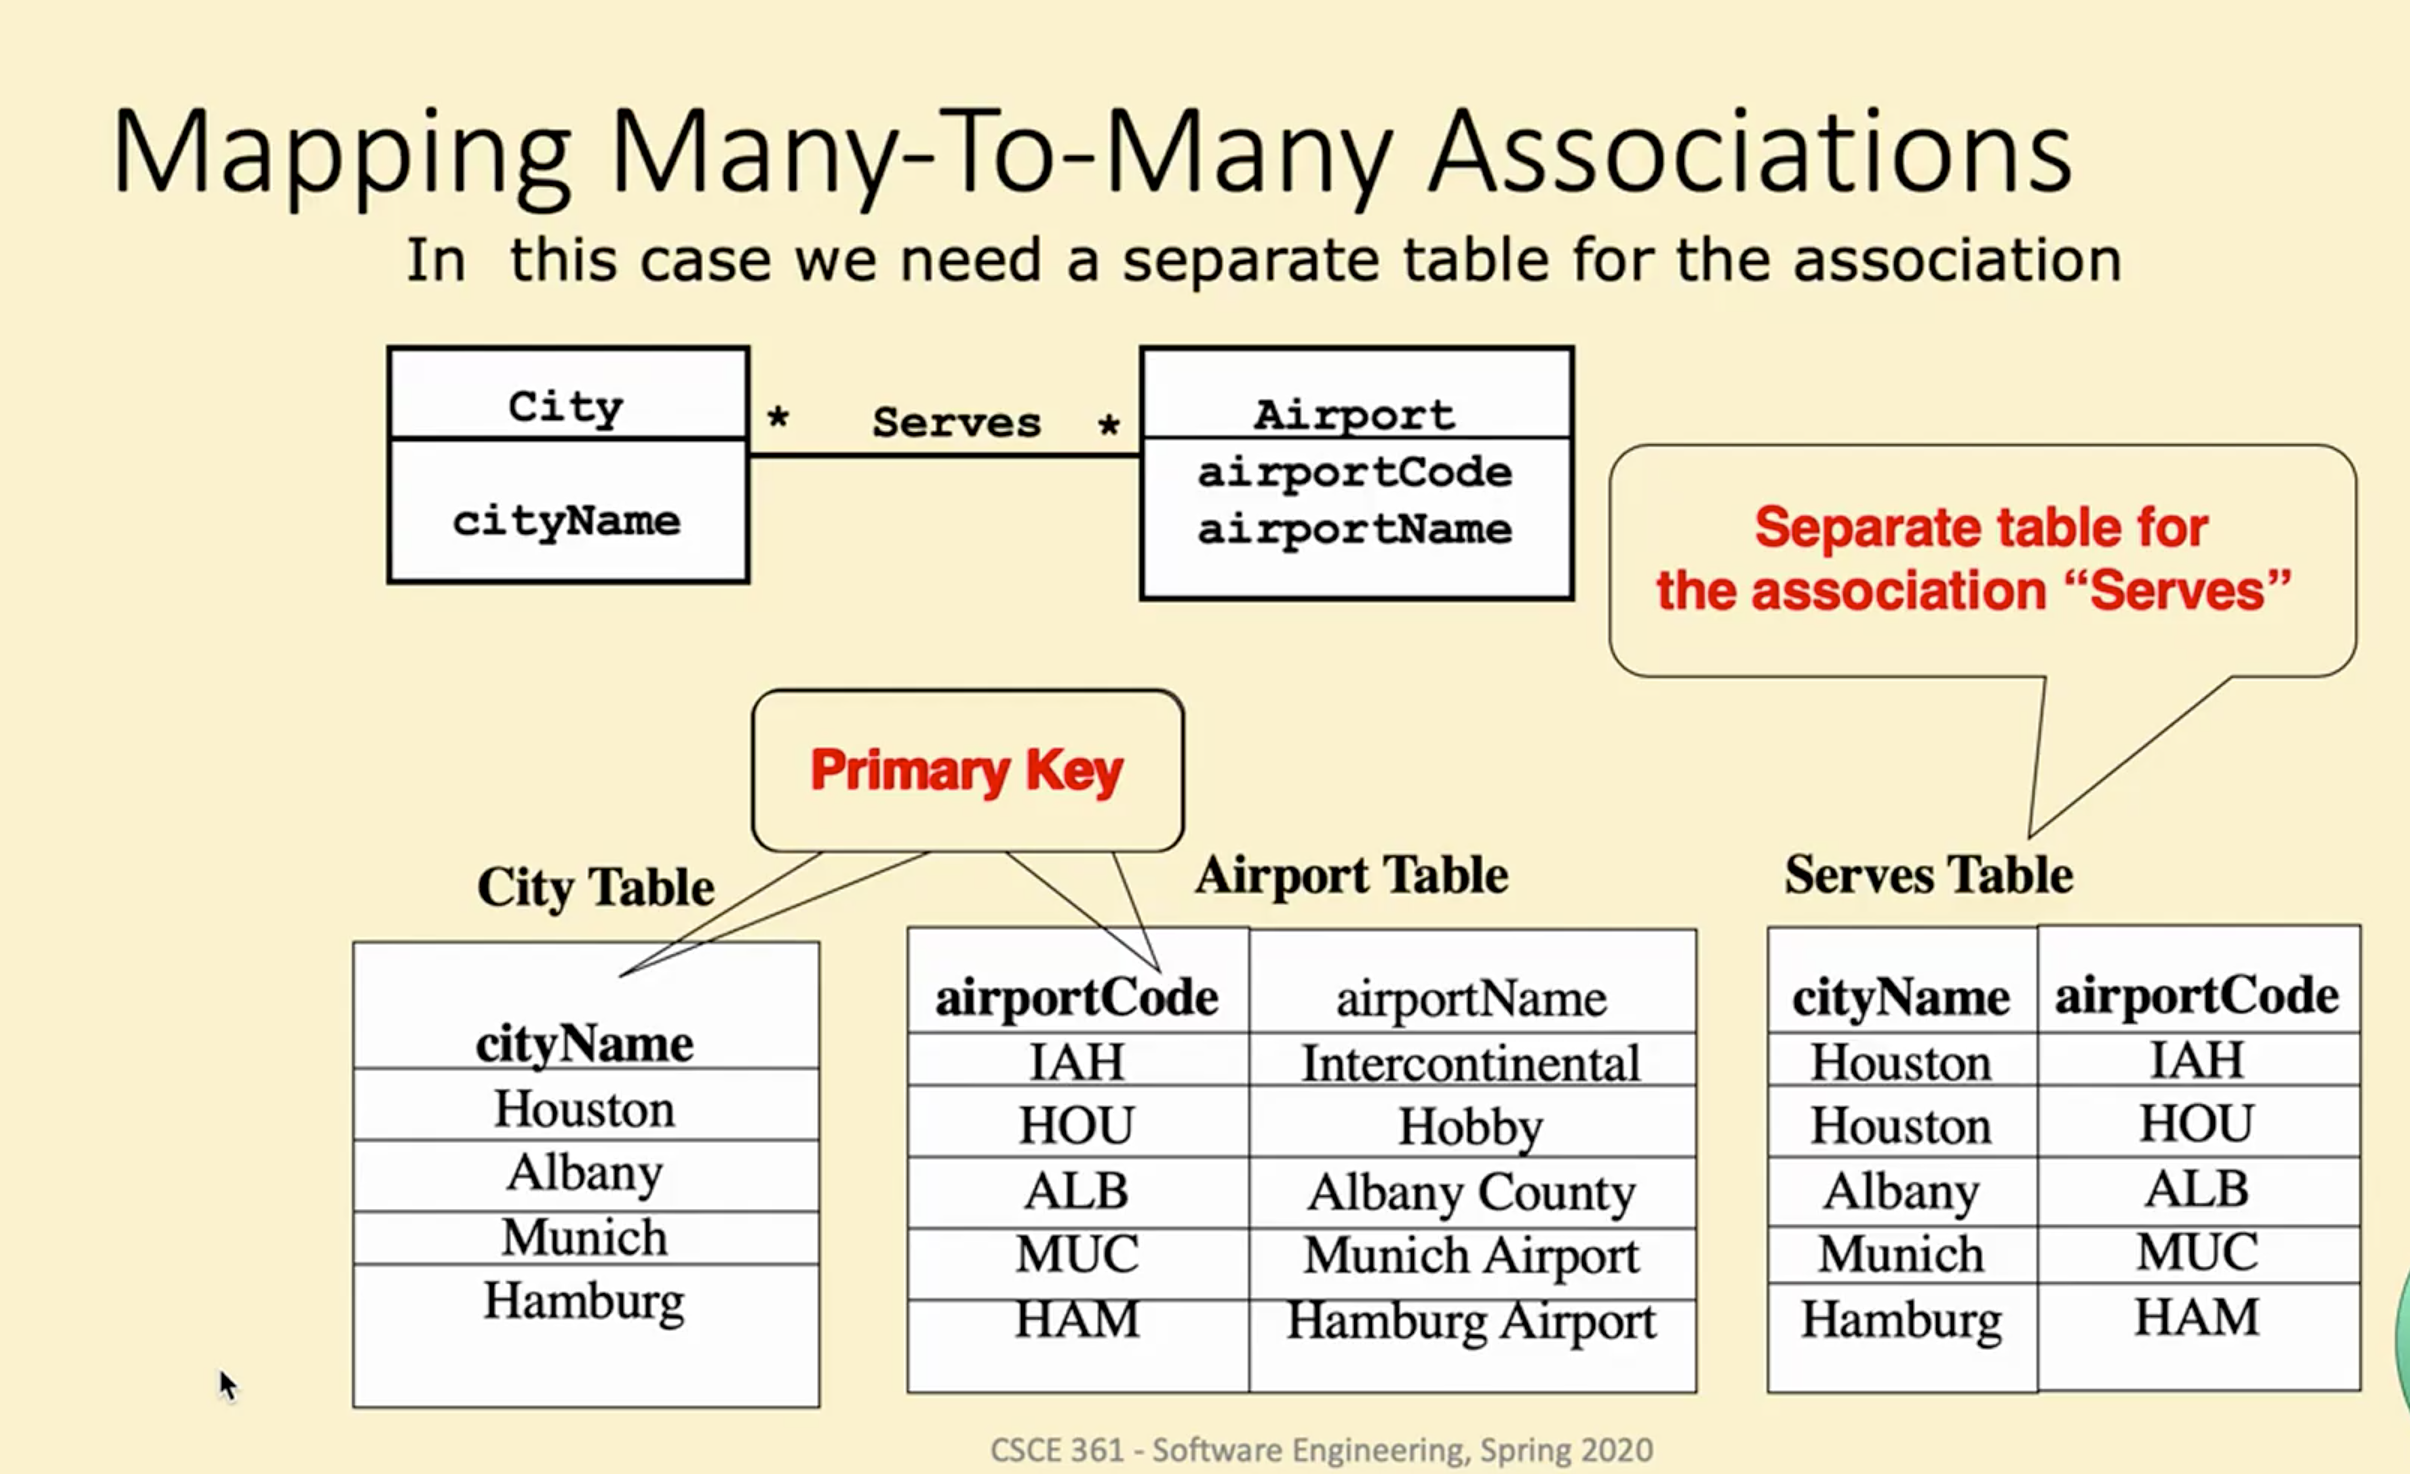 Mapping Many-To-Many Associations
In this case we need a separate table for the association
City
cityName
* Serves *
Airport
airportCode
airportName
Separate table for
the association “Serves”
Primary Key
City Table
cityName
Houston
Albany
Munich
Hamburg
Airport Table
airportCode airportName
IAH Intercontinental
HOU Hobby
ALB Albany County
MUC Munich Airport
HAM Hamburg Airport
Serves Table
cityName airportCode
Houston IAH
Houston HOU
Albany ALB
Munich MUC
Hamburg HAM
CSCE 361 - Software Engineering, Spring 2020